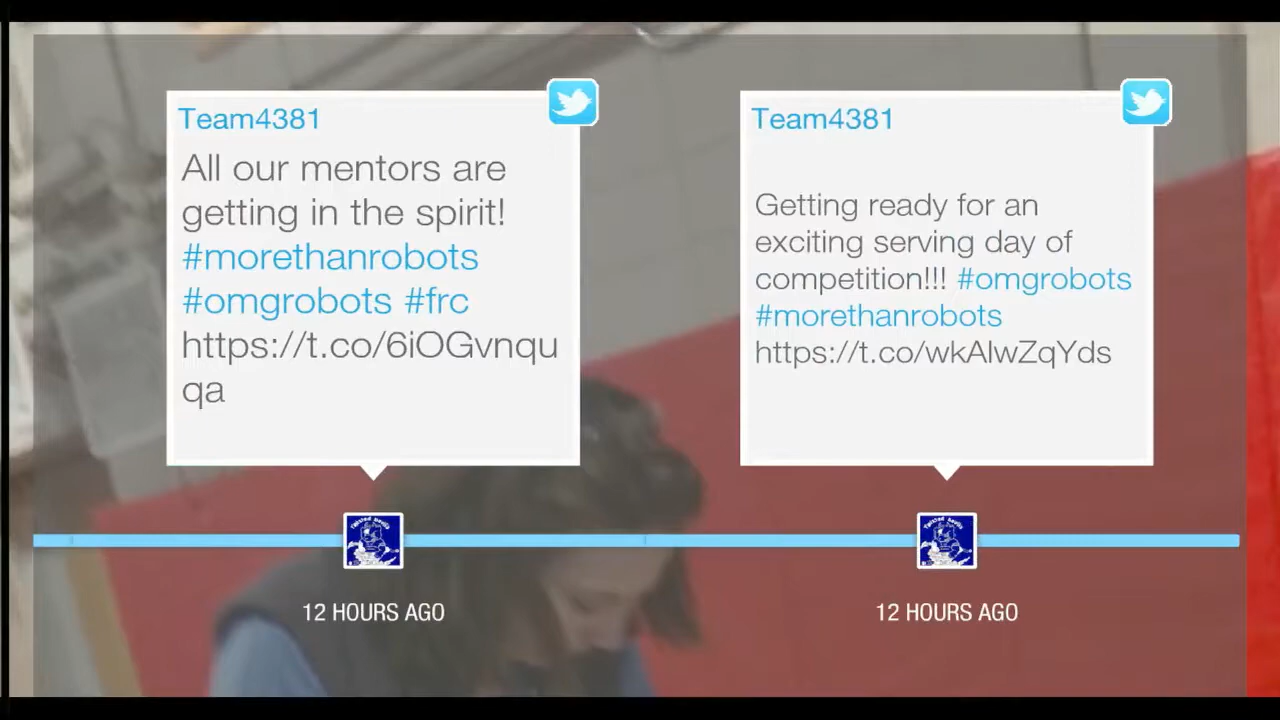 Team4381
All our mentors are
getting in the spirit!
#morethanrobots
#omgrobots #frc
https://t.co/6iOGvnqu
qa
12 HOURS AGO
Team4381
Getting ready for an
exciting serving day of
competition!!! #omgrobots
#morethanrobots
https://t.co/wkAlwZqYds
12 HOURS AGO